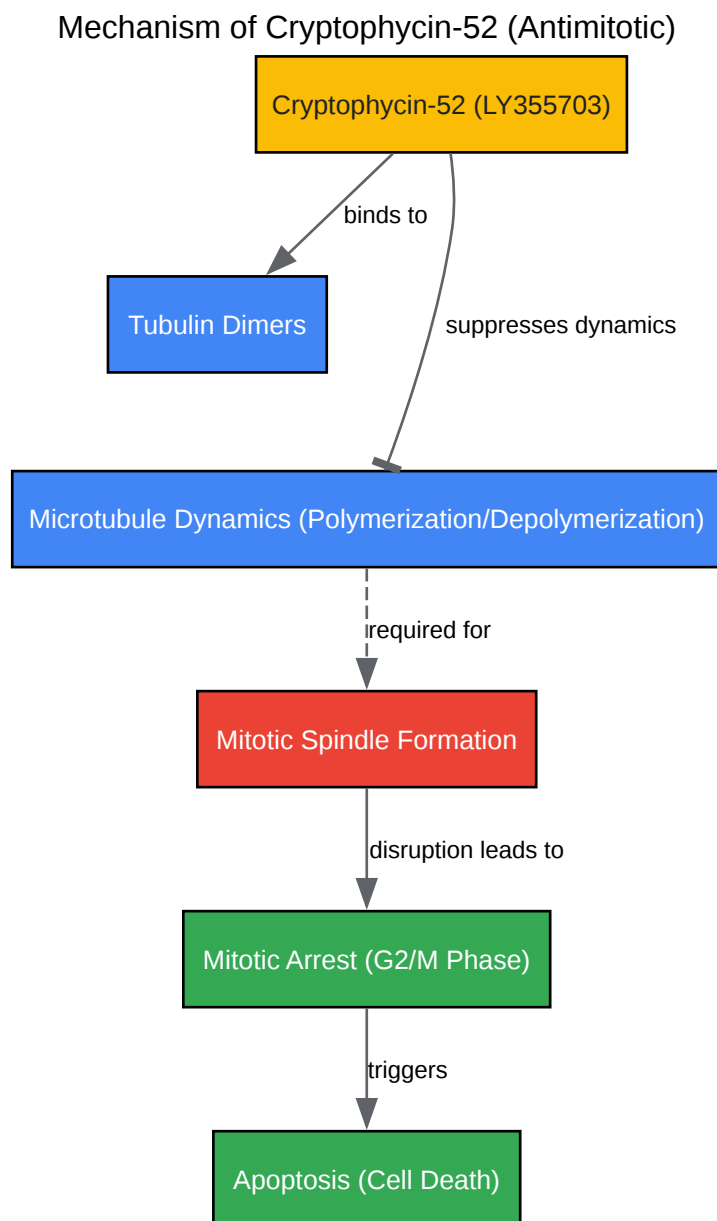 Mechanism of Cryptophycin-52 (Antimitotic)
Cryptophycin-52 (LY355703)
binds to
Tubulin Dimers
suppresses dynamics
Microtubule Dynamics (Polymerization/Depolymerization)
required for
Mitotic Spindle Formation
disruption leads to
Mitotic Arrest (G2/M Phase)
triggers
Apoptosis (Cell Death)